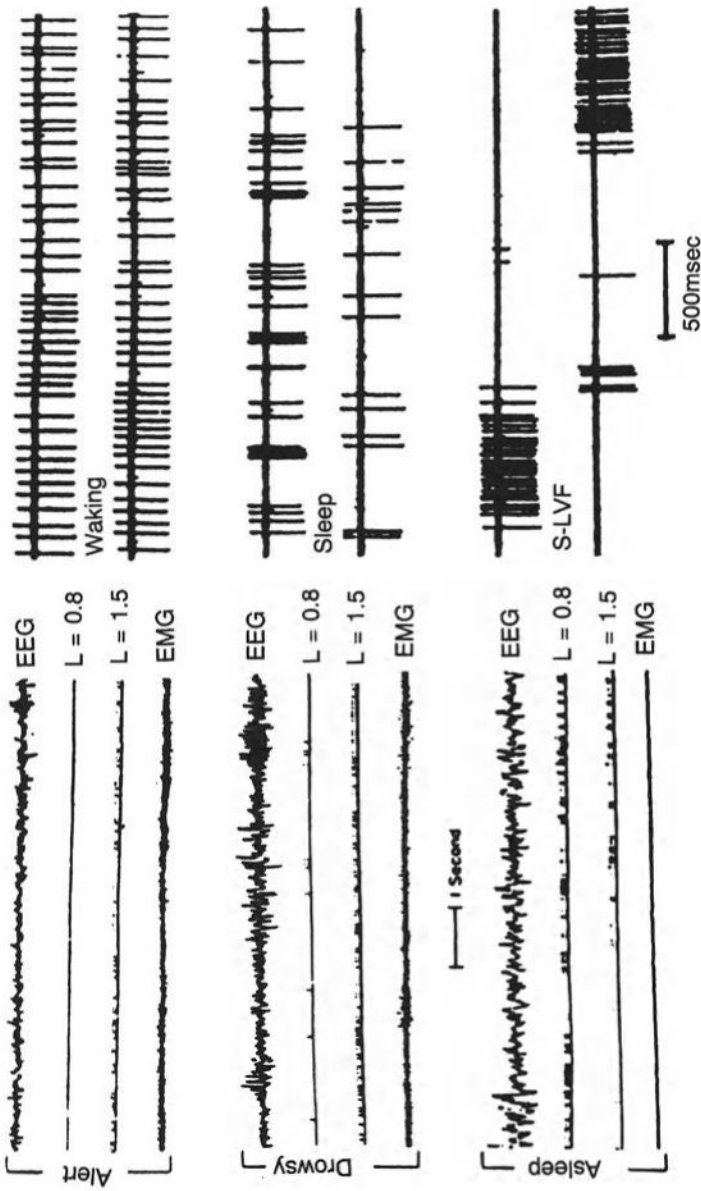 Alert
EEG
L = 0.8
L = 1.5
EMG
Drowsy
EEG
L = 0.8
L = 1.5
EMG
1 Second
Asleep
EEG
L = 0.8
L = 1.5
EMG
Waking
Sleep
S-LVF
500msec